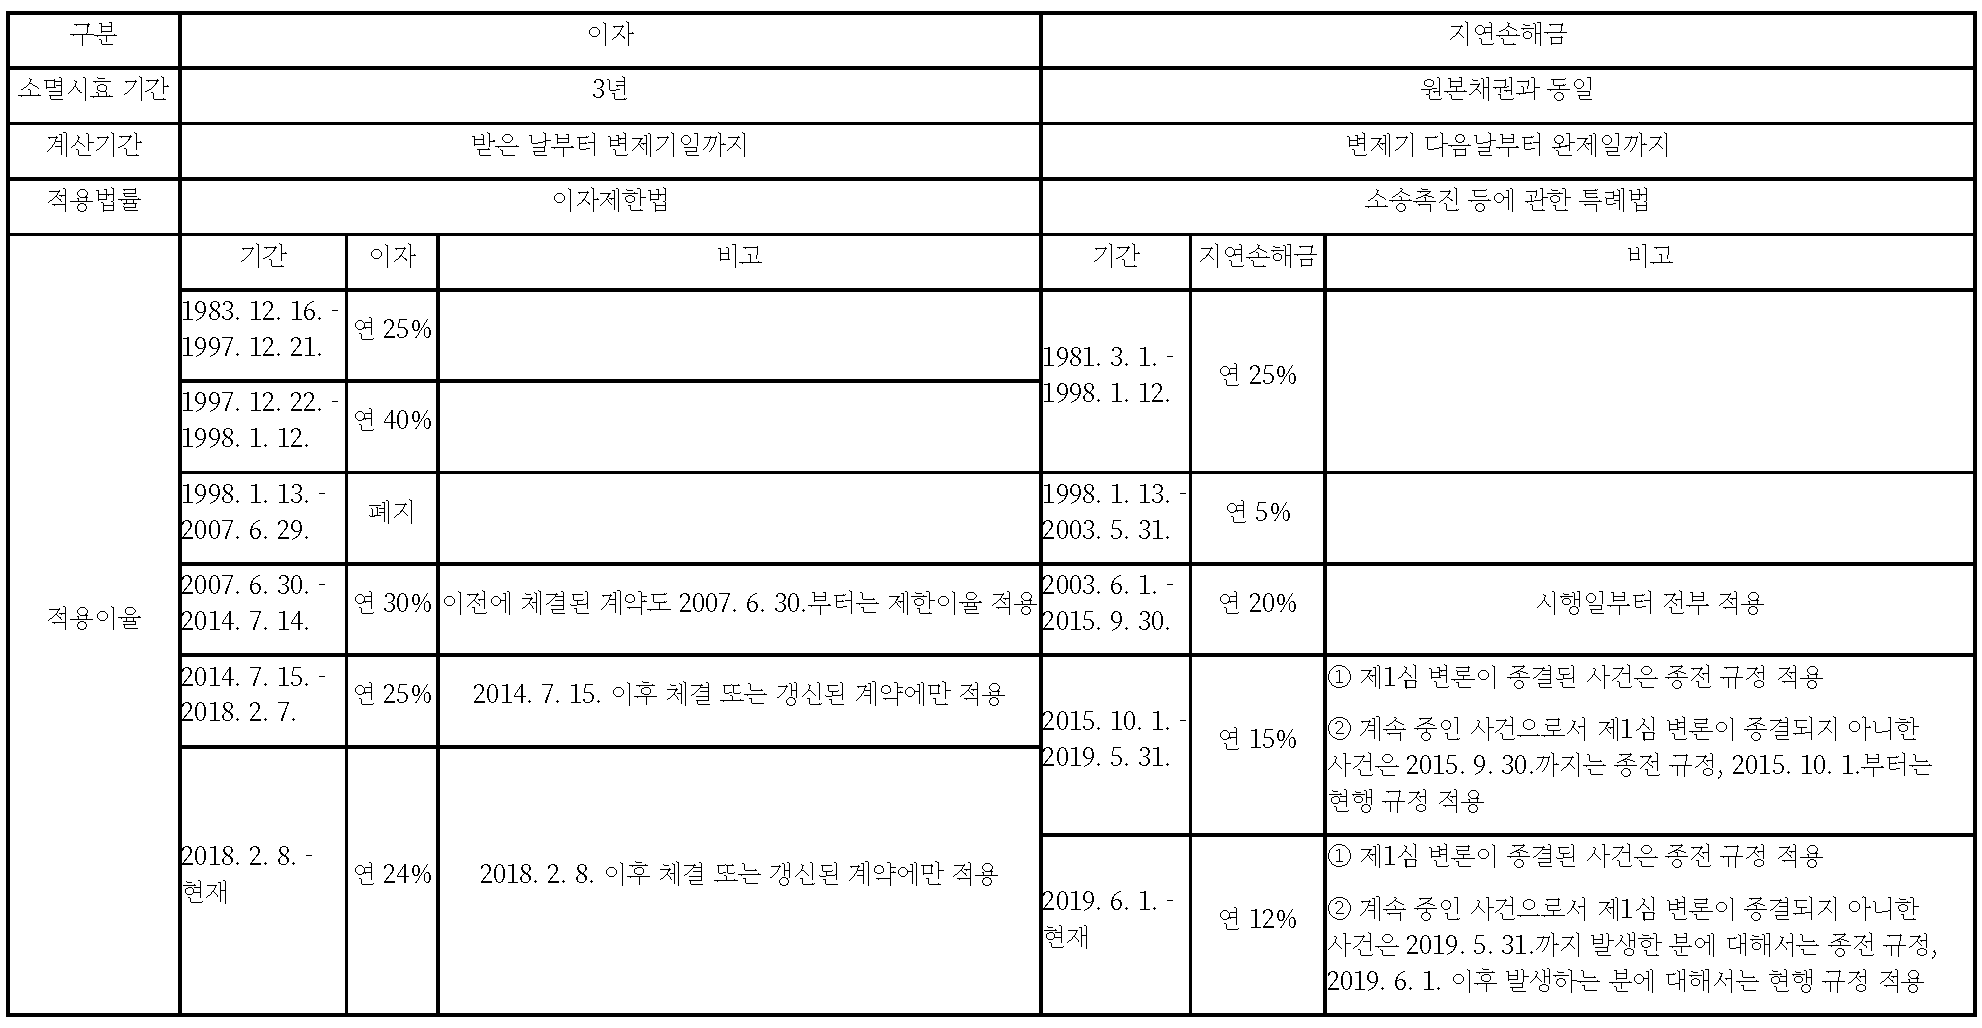 구분 이자 지연손해금
소멸시효 기간 3년 원본채권과 동일
계산기간 받은 날부터 변제기일까지 변제기 다음날부터 완제일까지
적용법률 이자제한법 소송촉진 등에 관한 특례법
적용이율
기간 이자 비고
1983. 12. 16. -
1997. 12. 21.
연 25%
1997. 12. 22. -
1998. 1. 12.
연 40%
1998. 1. 13. -
2007. 6. 29.
폐지
2007. 6. 30. -
2014. 7. 14.
연 30%
이전에 체결된 계약도 2007. 6. 30.부터는 제한이율 적용
2014. 7. 15. -
2018. 2. 7.
연 25%
2014. 7. 15. 이후 체결 또는 갱신된 계약에만 적용
2018. 2. 8. -
현재
연 24%
2018. 2. 8. 이후 체결 또는 갱신된 계약에만 적용
기간 지연손해금 비고
1981. 3. 1. -
1998. 1. 12.
연 25%
1998. 1. 13. -
2003. 5. 31.
연 5%
2003. 6. 1. -
2015. 9. 30.
연 20%
시행일부터 전부 적용
2015. 10. 1. -
2019. 5. 31.
연 15%
① 제1심 변론이 종결된 사건은 종전 규정 적용
② 계속 중인 사건으로서 제1심 변론이 종결되지 아니한
사건은 2015. 9. 30.까지는 종전 규정, 2015. 10. 1.부터는
현행 규정 적용
2019. 6. 1. -
현재
연 12%
① 제1심 변론이 종결된 사건은 종전 규정 적용
② 계속 중인 사건으로서 제1심 변론이 종결되지 아니한
사건은 2019. 5. 31.까지 발생한 분에 대해서는 종전 규정,
2019. 6. 1. 이후 발생하는 분에 대해서는 현행 규정 적용